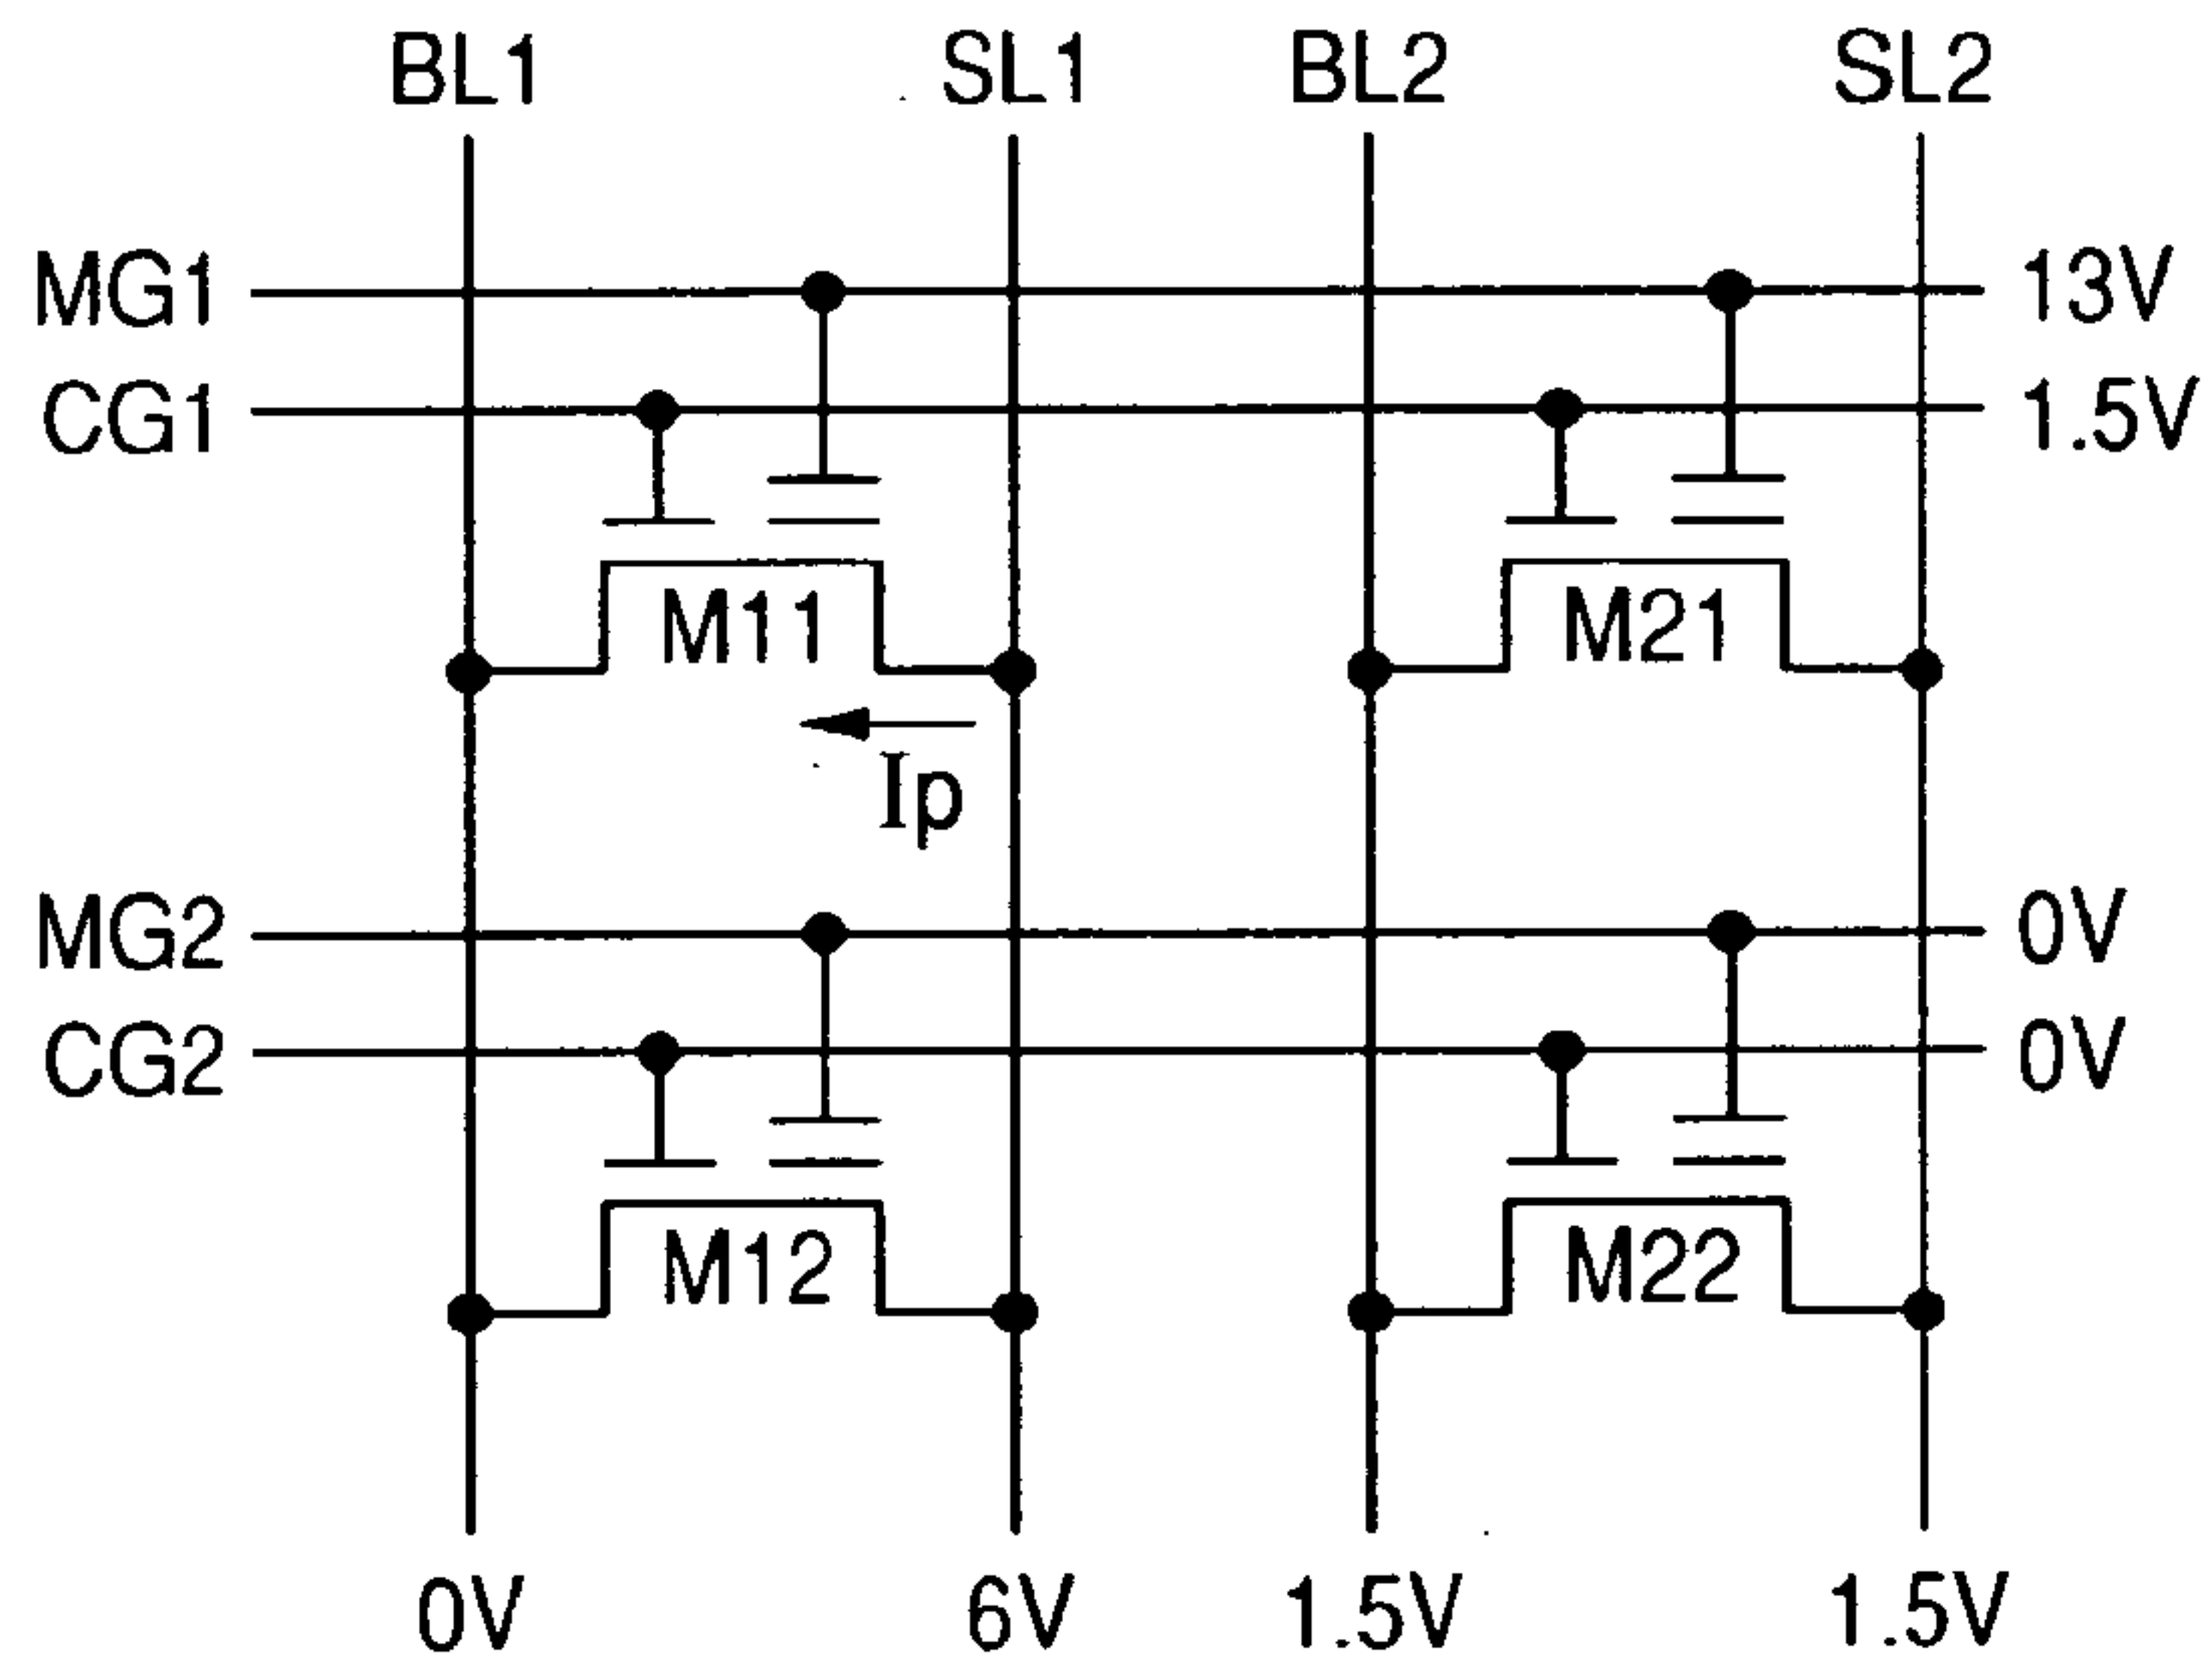 BL1 SL1 BL2 SL2
MG1 13V
CG1 1.5V
M11 M21
Ip
MG2 0V
CG2 0V
M12 M22
0V 6V 1.5V 1.5V